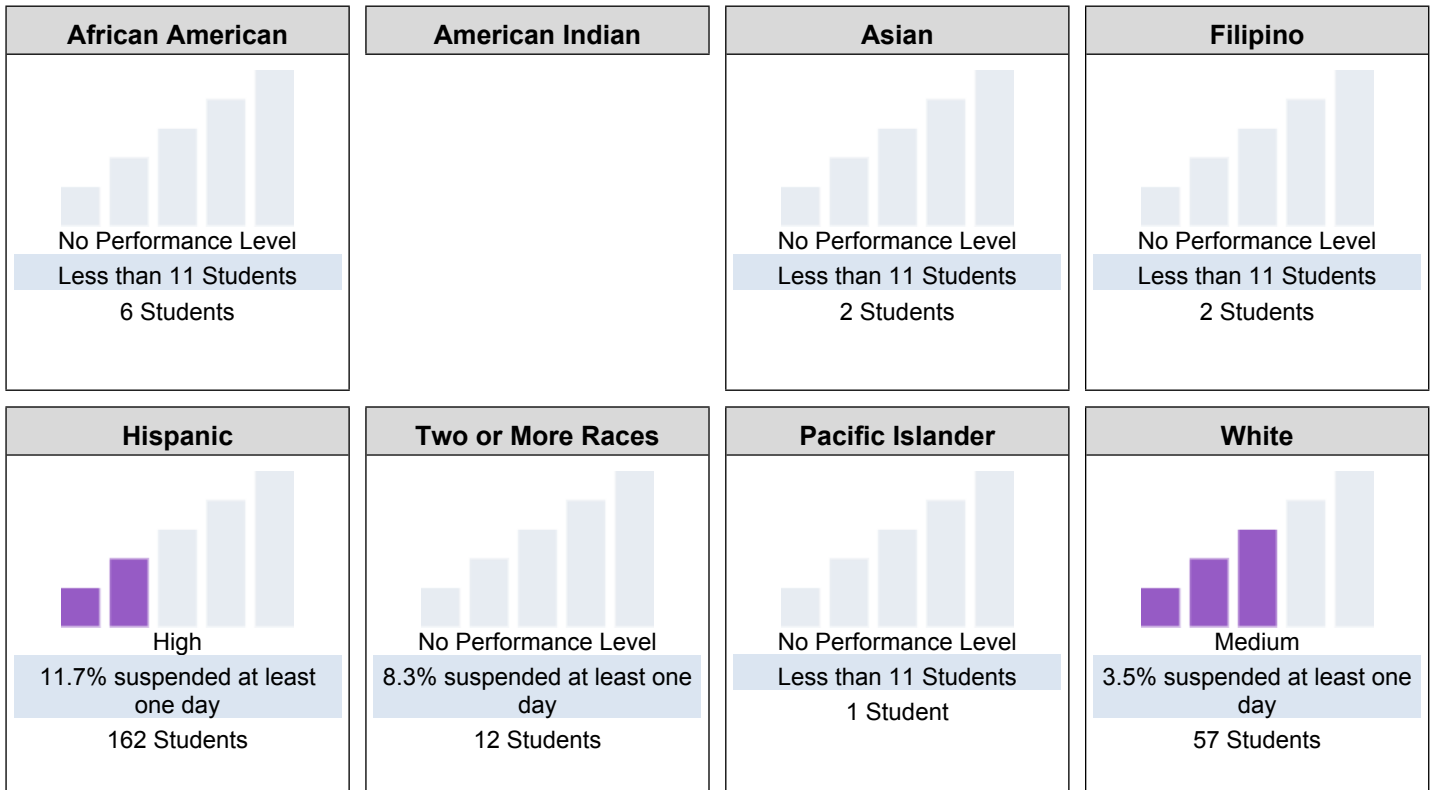 African American
American Indian
Asian
Filipino
No Performance Level
Less than 11 Students
6 Students
No Performance Level
Less than 11 Students
2 Students
No Performance Level
Less than 11 Students
2 Students
Hispanic
Two or More Races
Pacific Islander
White
High
11.7% suspended at least
one day
162 Students
No Performance Level
8.3% suspended at least one
day
12 Students
No Performance Level
Less than 11 Students
1 Student
Medium
3.5% suspended at least one
day
57 Students